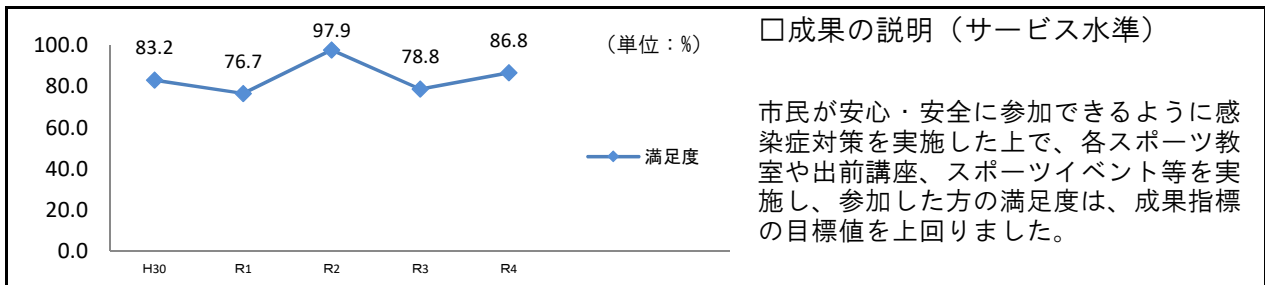 100.0
80.0
60.0
40.0
20.0
0.0
83.2
76.7
97.9
78.8
86.8
H30
R1
R2
R3
R4
（単位：%）
満足度
□成果の説明（サービス水準）
市民が安心・安全に参加できるように感
染症対策を実施した上で、各スポーツ教
室や出前講座、スポーツイベント等を実
施し、参加した方の満足度は、成果指標
の目標値を上回りました。